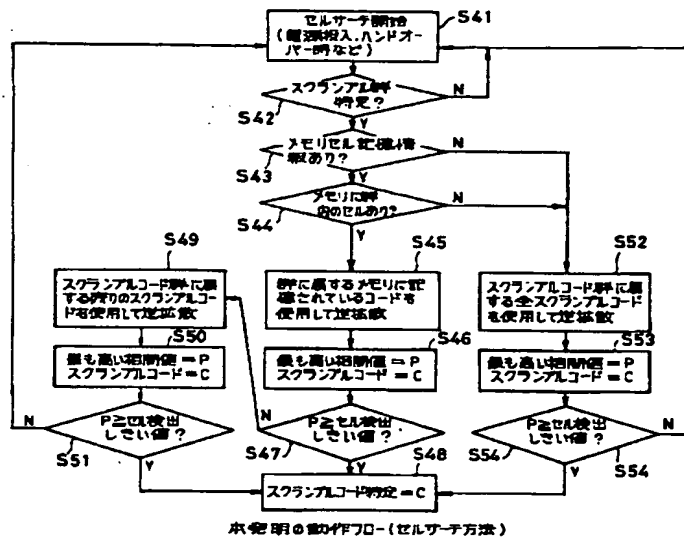 セルサーチ開始
(電源投入、ハンドオーバー時など)
S41
スクランブル群
特定?
N
S42
Y
メモリセル記憶情
報あり?
N
S43
Y
メモリに群
内のセルあり?
N
S44
Y
S49
スクランブルコード群に属
する残りのスクランブルコー
ドを使用して逆拡散
S45
群に属するメモリに記
憶されているコードを
使用して逆拡散
S52
スクランブルコード群に属
する全スクランブルコード
を使用して逆拡散
S50
最も高い相関値=P
スクランブルコード=C
S46
最も高い相関値=P
スクランブルコード=C
S53
最も高い相関値=P
スクランブルコード=C
N
P≧セル検出
しきい値?
S51
Y
N
P≧セル検出
しきい値?
S47
Y
P≧セル検出
しきい値?
N
S54
S54
Y
S48
スクランブルコード特定=C
本発明の動作フロー(セルサーチ方法)